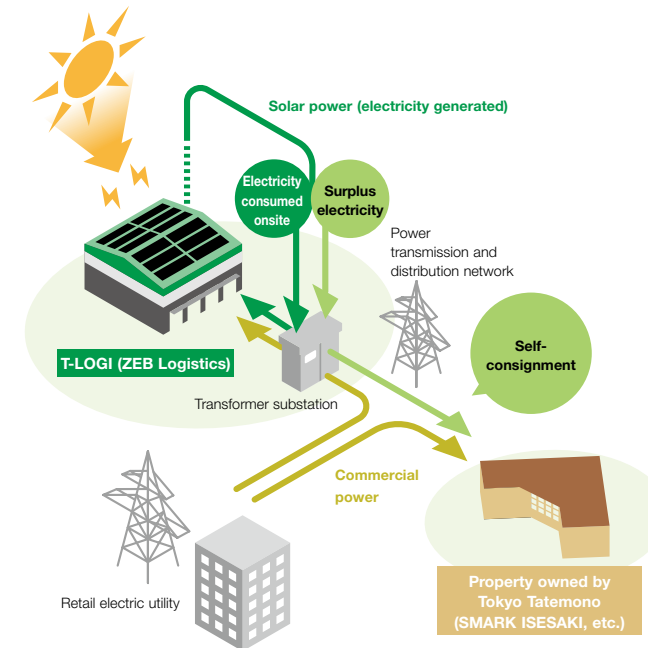 Solar power (electricity generated)
Electricity
consumed
onsite
Surplus
electricity
Power
transmission and
distribution network
Self-
consignment
T-LOGI (ZEB Logistics)
Transformer substation
Commercial
power
Retail electric utility
Property owned by
Tokyo Tatemono
(SMARK ISESAKI, etc.)